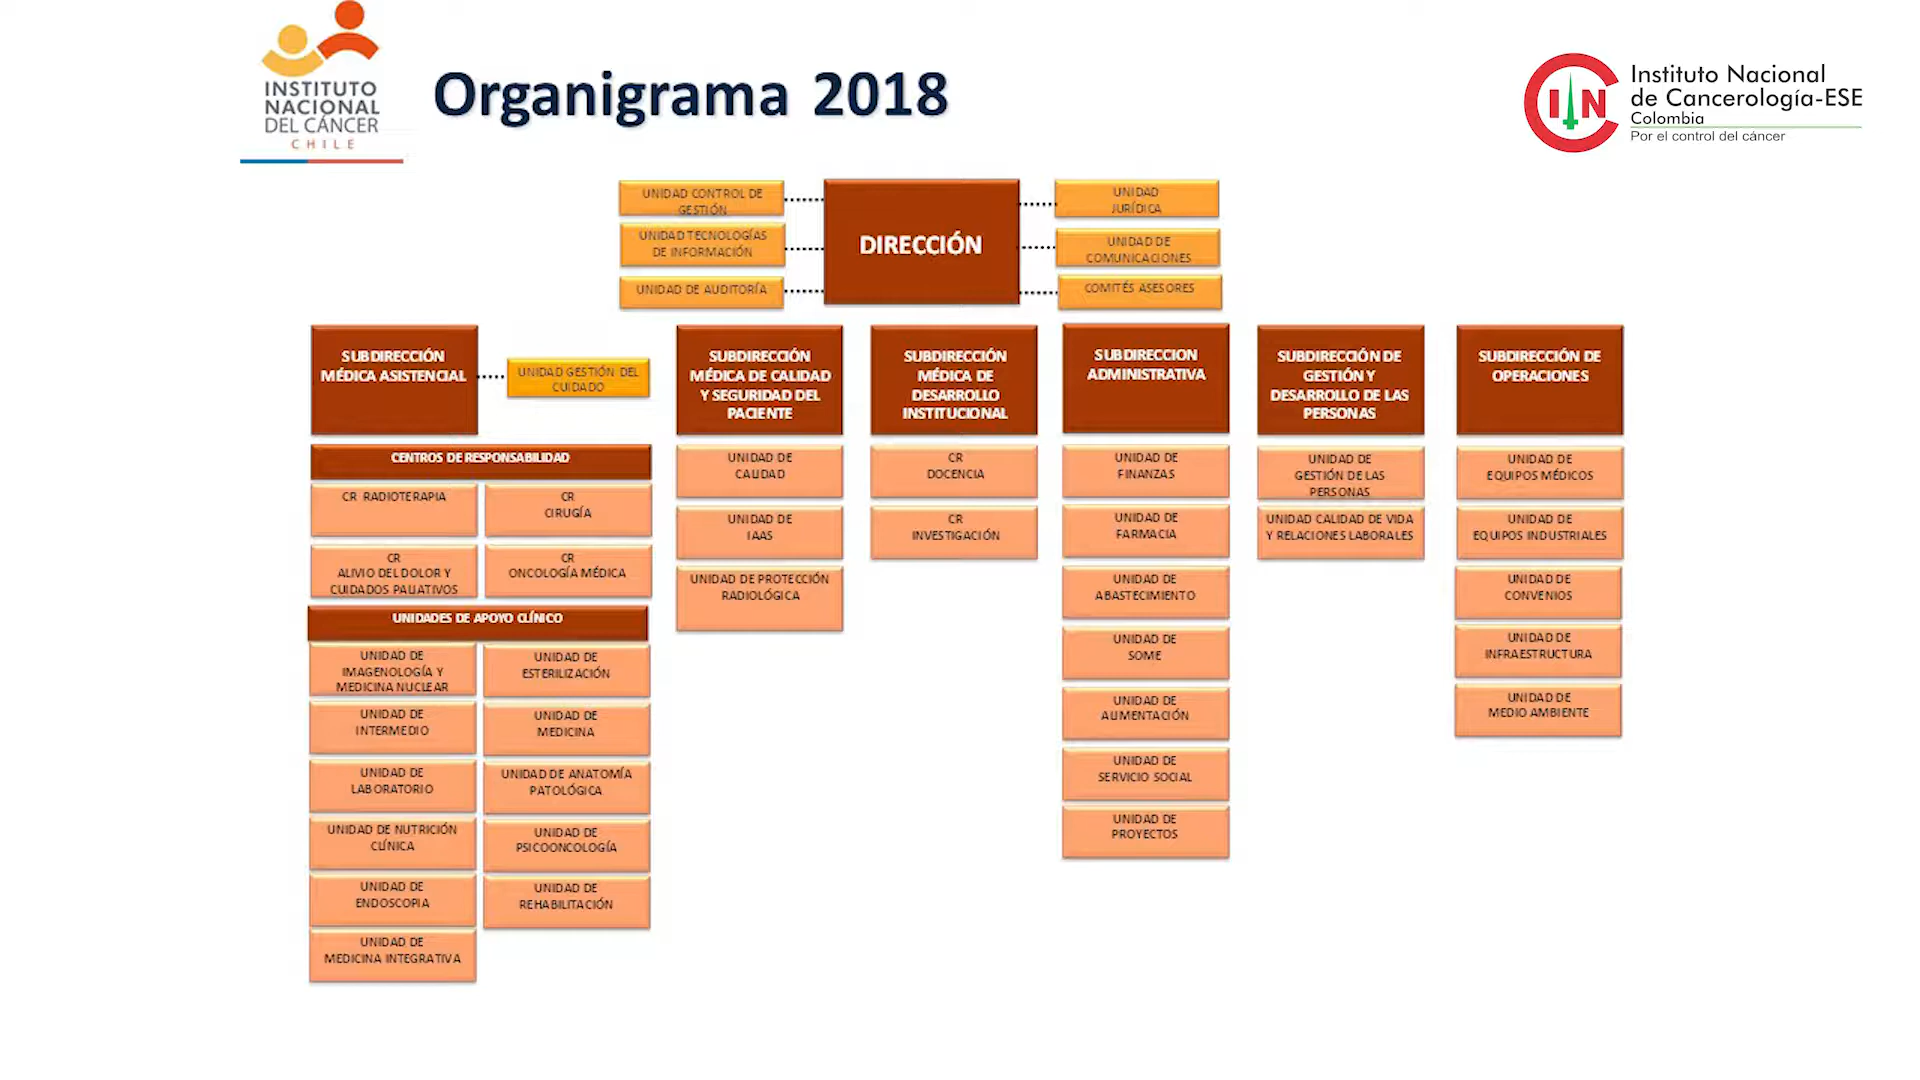 INSTITUTO
NACIONAL
DEL CÁNCER
CHILE
Organigrama 2018
CIN
Instituto Nacional
de Cancerología-ESE
Colombia
Por el control del cáncer
UNIDAD CONTROL DE
GESTIÓN
UNIDAD TECNOLOGÍAS
DE INFORMACIÓN
UNIDAD DE AUDITORÍA
DIRECCIÓN
UNIDAD
JURÍDICA
UNIDAD DE
COMUNICACIONES
COMITÉS ASESORES
SUBDIRECCIÓN
MÉDICA ASISTENCIAL
UNIDAD GESTIÓN DEL
CUIDADO
CENTROS DE RESPONSABILIDAD
CR RADIOTERAPIA
CR
CIRUGÍA
CR
ALIVIO DEL DOLOR Y
CUIDADOS PALIATIVOS
CR
ONCOLOGÍA MÉDICA
UNIDADES DE APOYO CLÍNICO
UNIDAD DE
IMAGENOLOGÍA Y
MEDICINA NUCLEAR
UNIDAD DE
ESTERILIZACIÓN
UNIDAD DE
INTERMEDIO
UNIDAD DE
MEDICINA
UNIDAD DE
LABORATORIO
UNIDAD DE ANATOMÍA
PATOLÓGICA
UNIDAD DE NUTRICIÓN
CLÍNICA
UNIDAD DE
PSICOONCOLOGÍA
UNIDAD DE
ENDOSCOPIA
UNIDAD DE
REHABILITACIÓN
UNIDAD DE
MEDICINA INTEGRATIVA
SUBDIRECCIÓN
MÉDICA DE CALIDAD
Y SEGURIDAD DEL
PACIENTE
UNIDAD DE
CALIDAD
UNIDAD DE
IAAS
UNIDAD DE PROTECCIÓN
RADIOLÓGICA
SUBDIRECCIÓN
MÉDICA DE
DESARROLLO
INSTITUCIONAL
CR
DOCENCIA
CR
INVESTIGACIÓN
SUBDIRECCION
ADMINISTRATIVA
UNIDAD DE
FINANZAS
UNIDAD DE
FARMACIA
UNIDAD DE
ABASTECIMIENTO
UNIDAD DE
SOME
UNIDAD DE
ALIMENTACIÓN
UNIDAD DE
SERVICIO SOCIAL
UNIDAD DE
PROYECTOS
SUBDIRECCIÓN DE
GESTIÓN Y
DESARROLLO DE LAS
PERSONAS
UNIDAD DE
GESTIÓN DE LAS
PERSONAS
UNIDAD CALIDAD DE VIDA
Y RELACIONES LABORALES
SUBDIRECCIÓN DE
OPERACIONES
UNIDAD DE
EQUIPOS MÉDICOS
UNIDAD DE
EQUIPOS INDUSTRIALES
UNIDAD DE
CONVENIOS
UNIDAD DE
INFRAESTRUCTURA
UNIDAD DE
MEDIO AMBIENTE